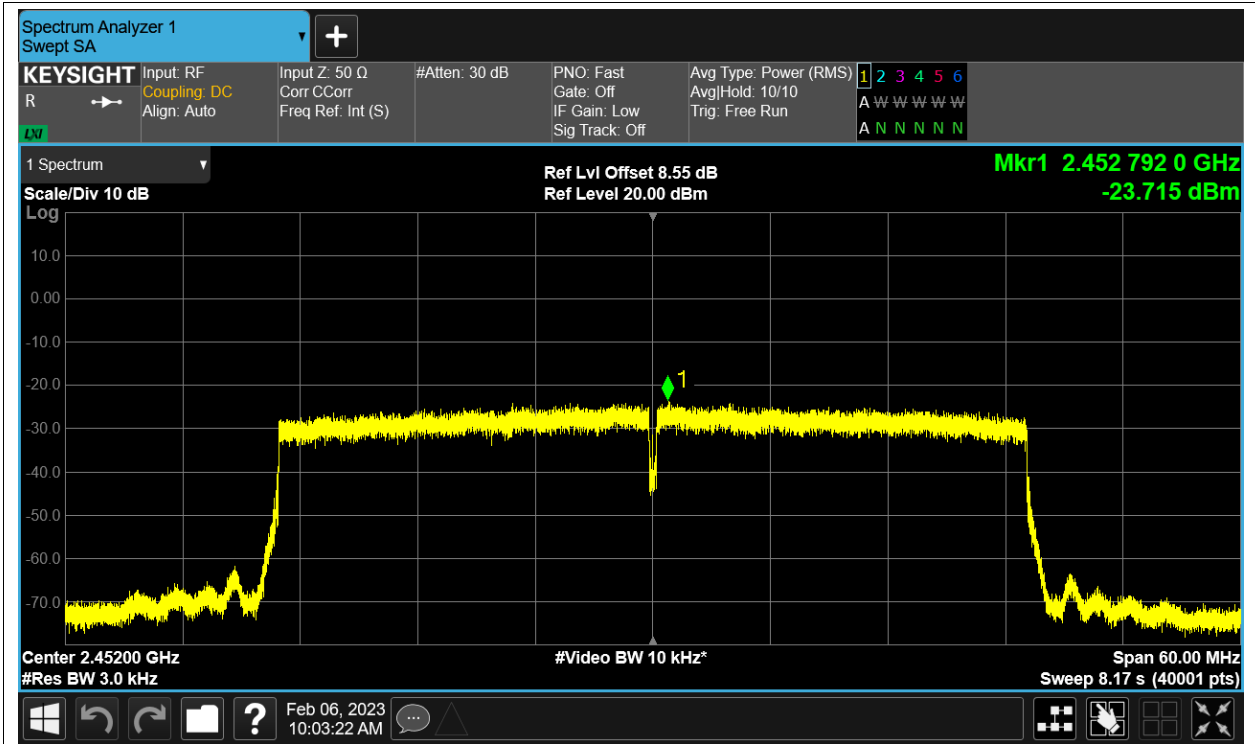 Spectrum Analyzer 1
Swept SA
KEYSIGHT
R
LXI
Input: RF
Coupling: DC
Align: Auto
Input Z: 50 Ω
Corr CCorr
Freq Ref: Int (S)
#Atten: 30 dB
PNO: Fast
Gate: Off
IF Gain: Low
Sig Track: Off
Avg Type: Power (RMS)
Avg|Hold: 10/10
Trig: Free Run
1 2 3 4 5 6
A W W W W W
A N N N N N
1 Spectrum
Scale/Div 10 dB
Log
Ref Lvl Offset 8.55 dB
Ref Level 20.00 dBm
Mkr1 2.452 792 0 GHz
-23.715 dBm
10.0
0.00
-10.0
-20.0
-30.0
-40.0
-50.0
-60.0
-70.0
1
Center 2.45200 GHz
#Res BW 3.0 kHz
#Video BW 10 kHz*
Span 60.00 MHz
Sweep 8.17 s (40001 pts)
?
Feb 06, 2023
10:03:22 AM